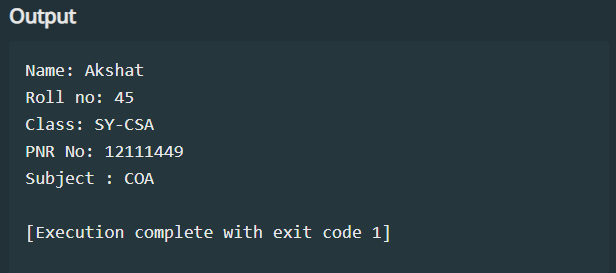 Output
Name: Akshat
Roll no: 45
Class: SY-CSA
PNR No: 12111449
Subject : COA
[Execution complete with exit code 1]